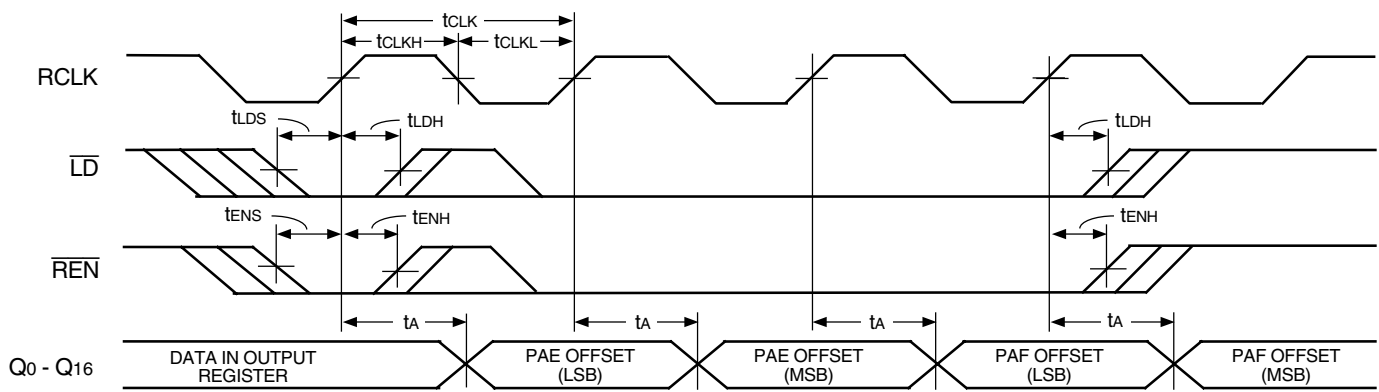 tCLK
tCLKH tCLKL
RCLK
tLDS tLDH tLDH
LD
tENS tENH tENH
REN
tA tA tA tA
Q0 - Q16
DATA IN OUTPUT
REGISTER
PAE OFFSET
(LSB)
PAE OFFSET
(MSB)
PAF OFFSET
(LSB)
PAF OFFSET
(MSB)